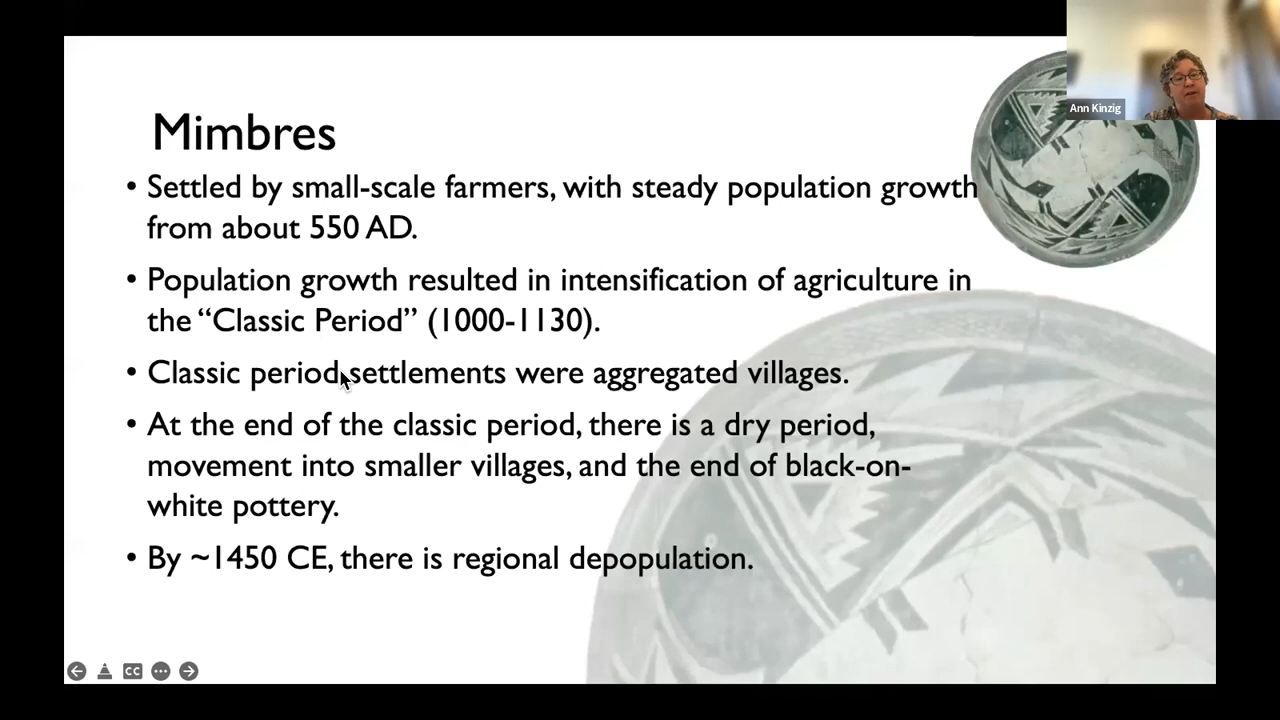 Ann Kinzig
Mimbres
• Settled by small-scale farmers, with steady population growth
from about 550 AD.
• Population growth resulted in intensification of agriculture in
the “Classic Period” (1000-1130).
• Classic period settlements were aggregated villages.
• At the end of the classic period, there is a dry period,
movement into smaller villages, and the end of black-on-
white pottery.
• By ~1450 CE, there is regional depopulation.
CC